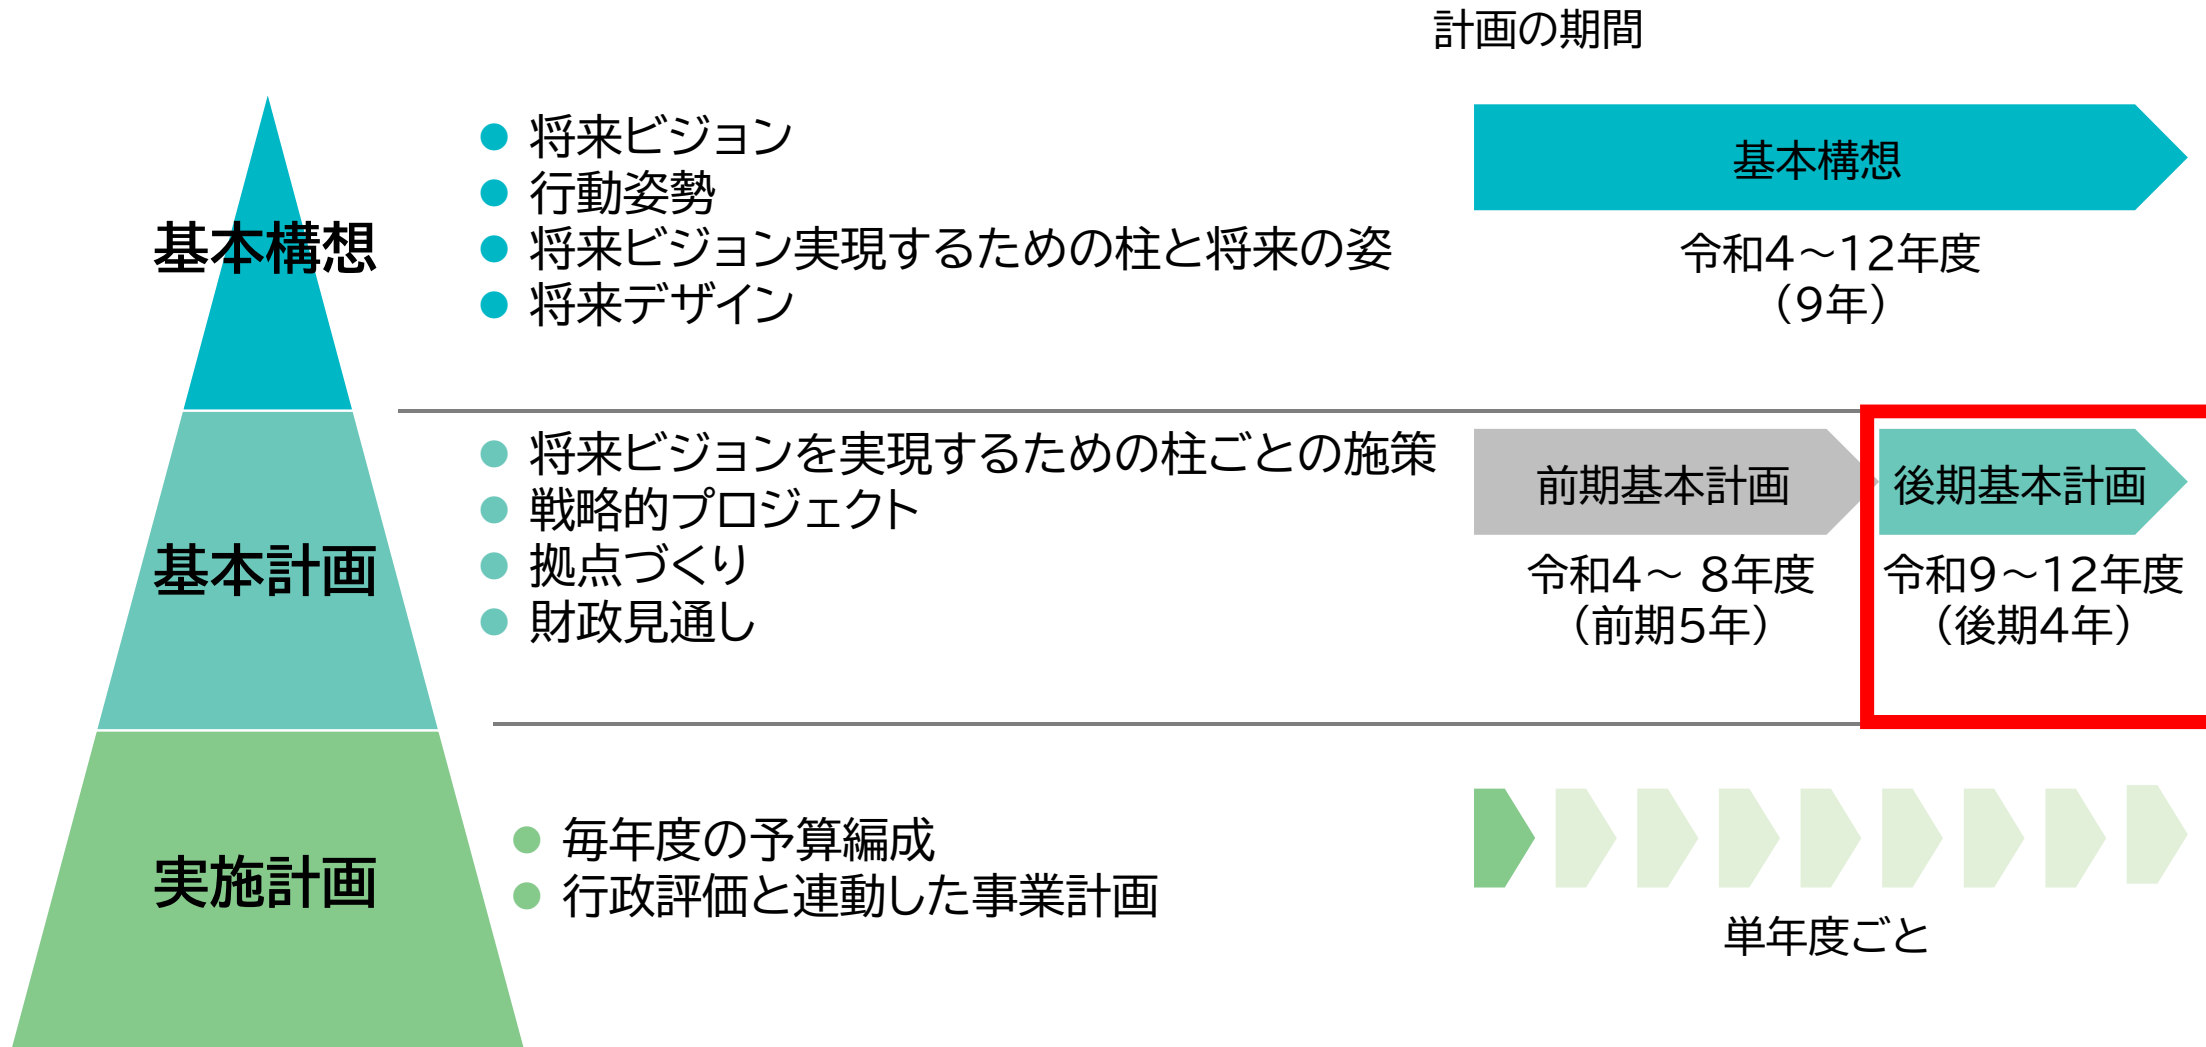 計画の期間
基本構想
将来ビジョン
行動姿勢
将来ビジョン実現するための柱と将来の姿
将来デザイン
基本構想
令和4～12年度
（9年）
基本計画
将来ビジョンを実現するための柱ごとの施策
戦略的プロジェクト
拠点づくり
財政見通し
前期基本計画
令和4～ 8年度
（前期5年）
後期基本計画
令和9～12年度
（後期4年）
実施計画
毎年度の予算編成
行政評価と連動した事業計画
単年度ごと